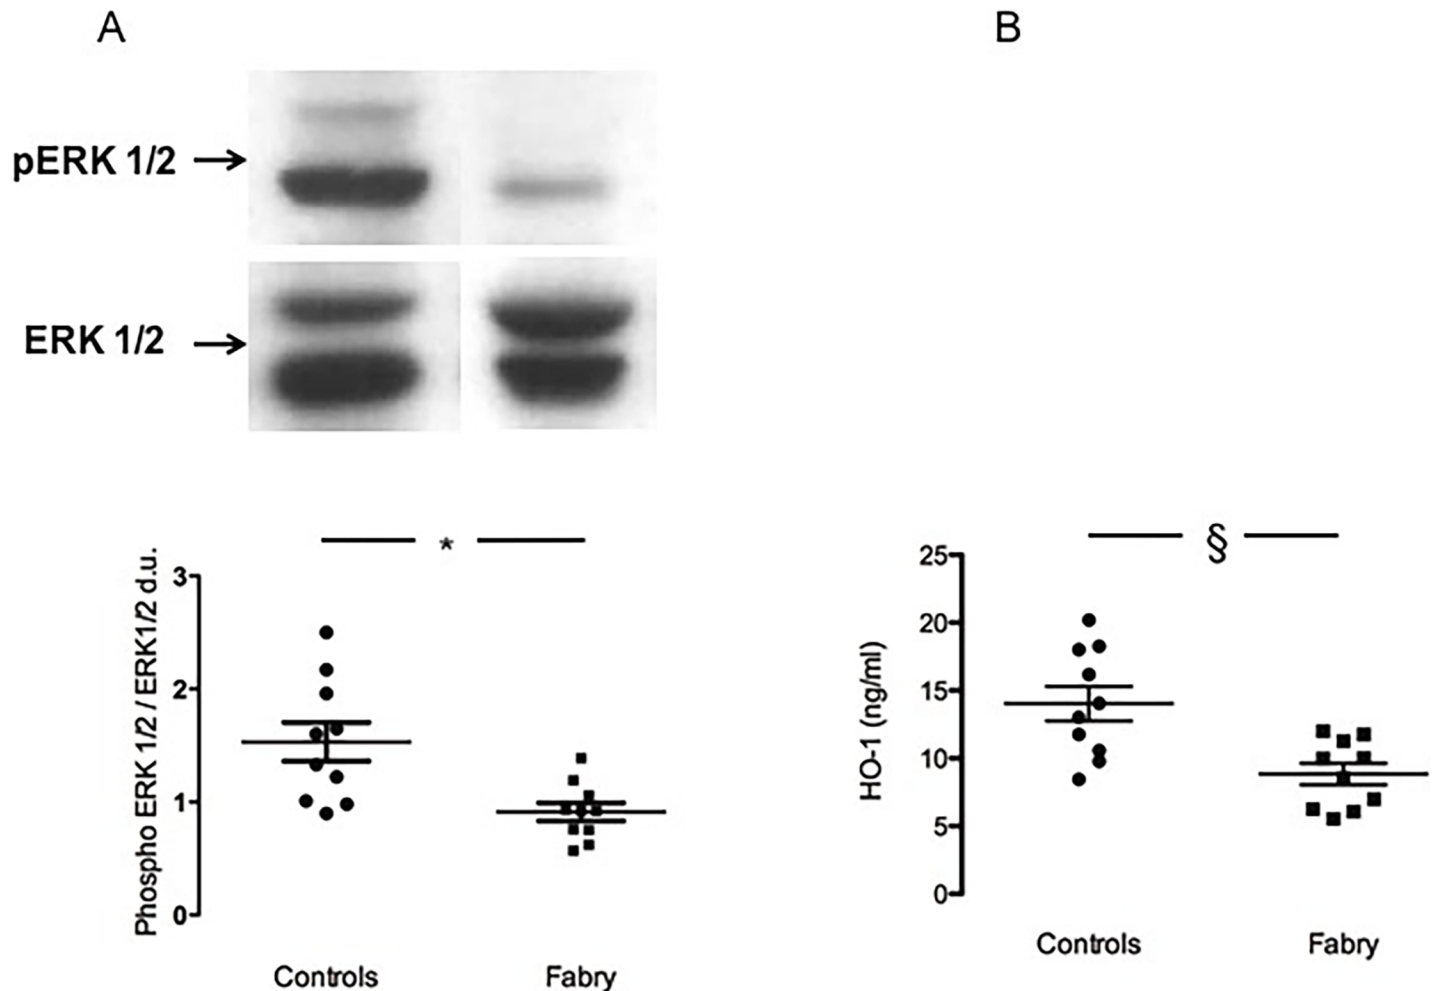 A
B
pERK 1/2
ERK 1/2
*
§
Phospho ERK 1/2 / ERK1/2 d.u.
3
2
1
0
Controls
Fabry
HO-1 (ng/ml)
25
20
15
10
5
0
Controls
Fabry